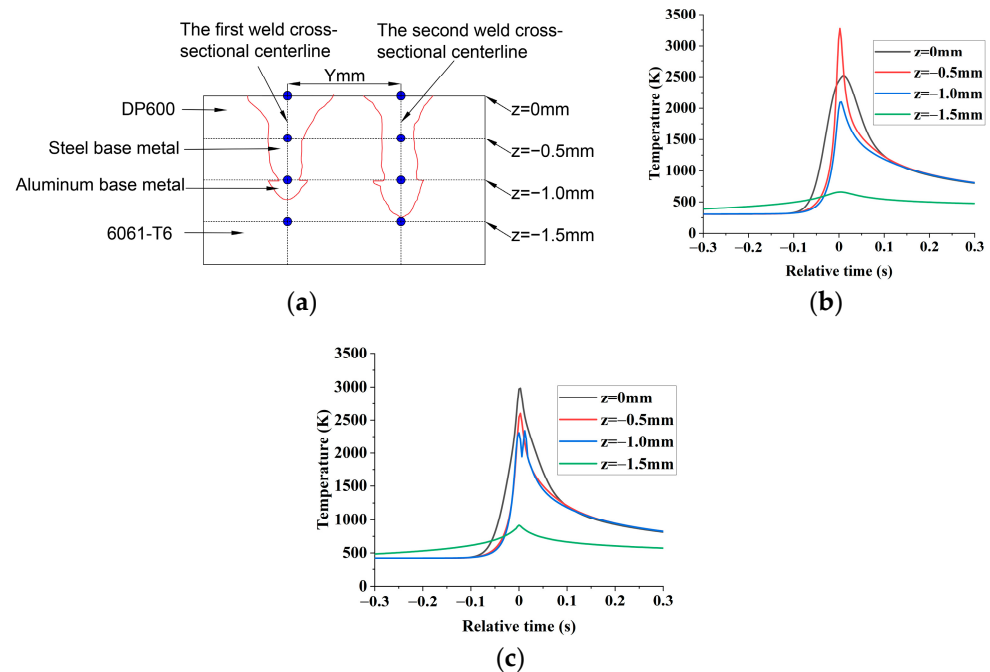 The first weld cross-
sectional centerline
The second weld cross-
sectional centerline
Ymm
DP600
z=0mm
Steel base metal
z=−0.5mm
Aluminum base metal
z=−1.0mm
6061-T6
z=−1.5mm
(a)
3500
3000
2500
2000
1500
1000
500
0
Temperature (K)
z=0mm
z=−0.5mm
z=−1.0mm
z=−1.5mm
−0.3 −0.2 −0.1 0 0.1 0.2 0.3
Relative time (s)
(b)
3500
3000
2500
2000
1500
1000
500
0
Temperature (K)
z=0mm
z=−0.5mm
z=−1.0mm
z=−1.5mm
−0.3 −0.2 −0.1 0 0.1 0.2 0.3
Relative time (s)
(c)